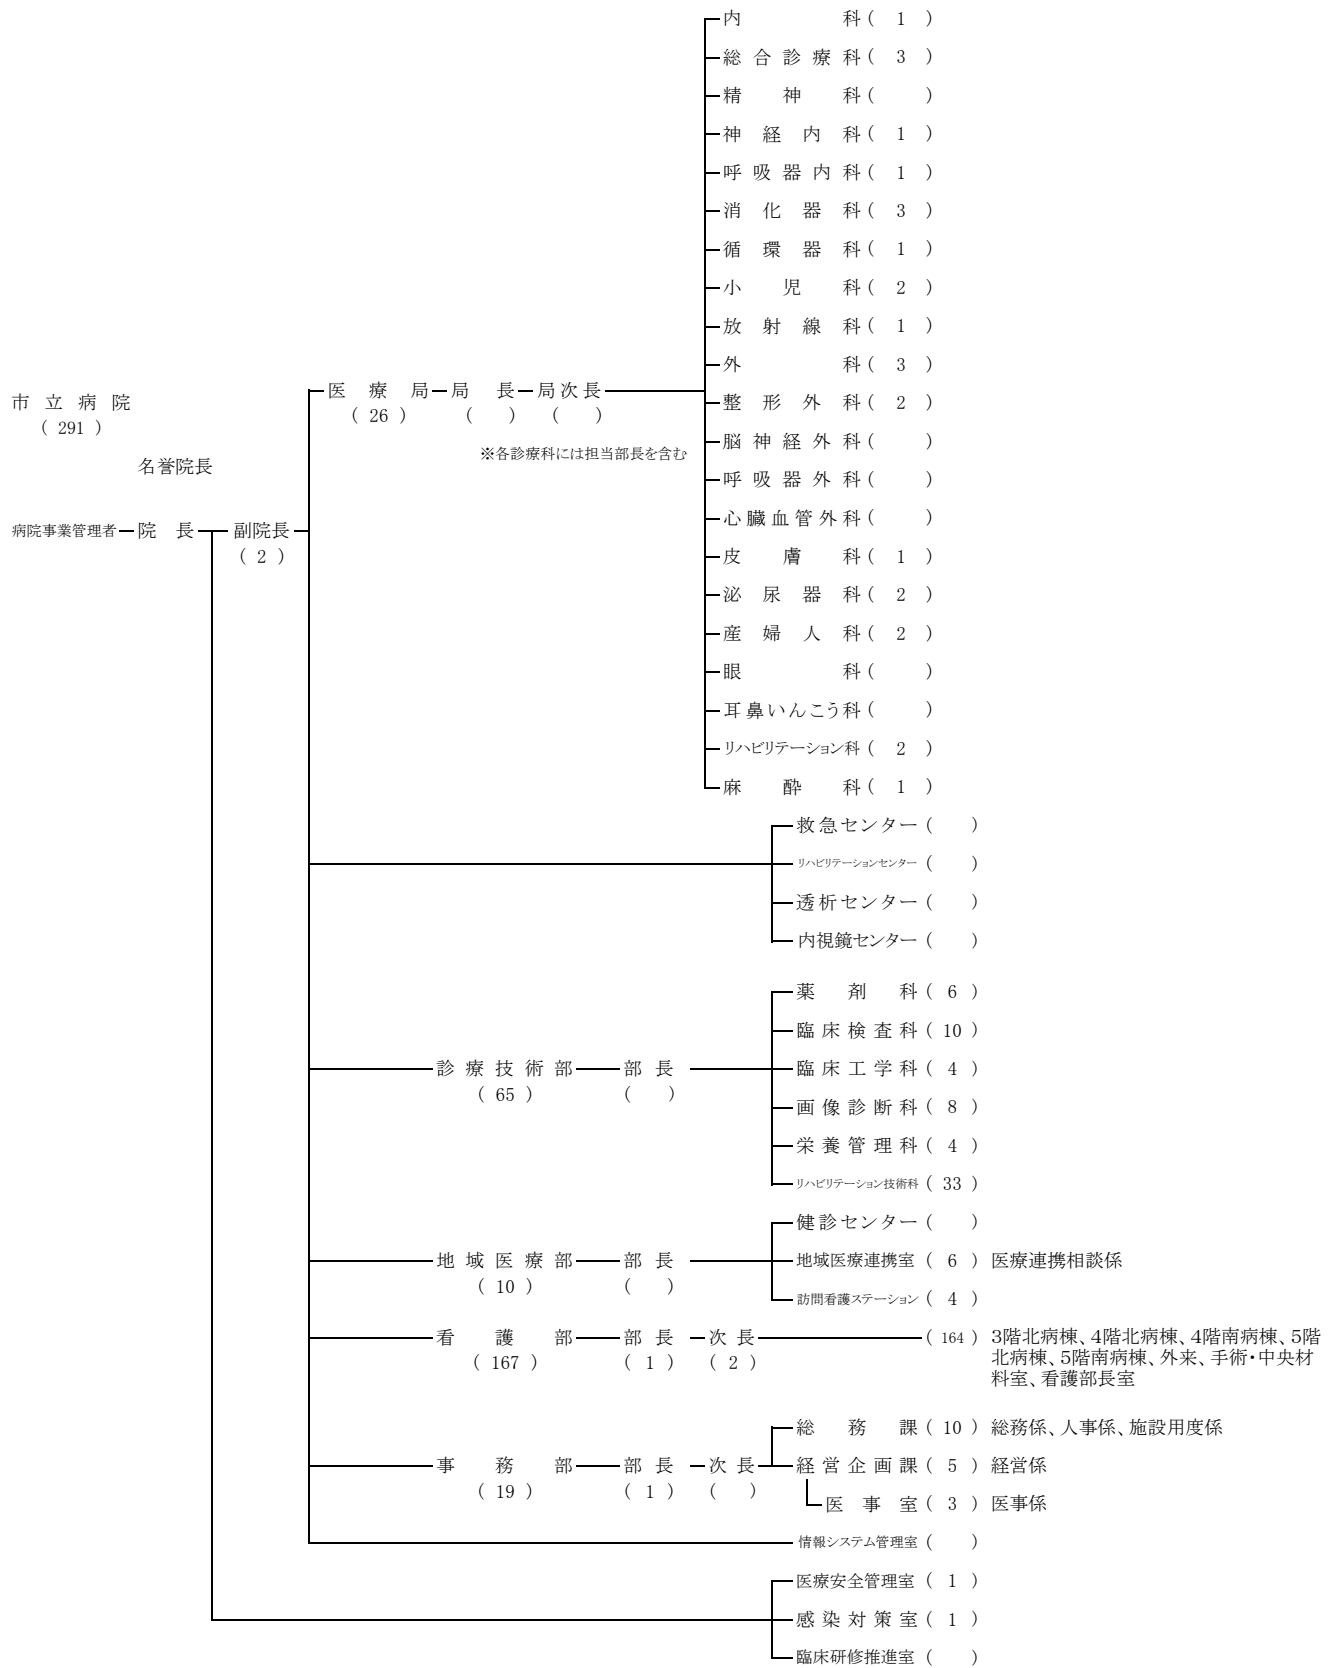 内科( 1 )
総合診療科( 3 )
精神科( )
神経内科( 1 )
呼吸器内科( 1 )
消化器科( 3 )
循環器科( 1 )
小児科( 2 )
放射線科( 1 )
外科( 3 )
医療局 局長 局次長
( 26 ) ( ) ( )
整形外科( 2 )
市立病院
( 291 )
脳神経外科( )
※各診療科には担当部長を含む
名誉院長
呼吸器外科( )
心臓血管外科( )
病院事業管理者 院長 副院長
( 2 )
皮膚科( 1 )
泌尿器科( 2 )
産婦人科( 2 )
眼科( )
耳鼻いんこう科( )
リハビリテーション科( 2 )
麻酔科( 1 )
救急センター( )
リハビリテーションセンター( )
透析センター( )
内視鏡センター( )
薬剤科( 6 )
臨床検査科( 10 )
診療技術部 部長
( 65 ) ( )
臨床工学科( 4 )
画像診断科( 8 )
栄養管理科( 4 )
リハビリテーション技術科( 33 )
健診センター( )
地域医療部 部長
( 10 ) ( )
地域医療連携室( 6 ) 医療連携相談係
訪問看護ステーション( 4 )
看護部 部長 次長 ( 164 )
( 167 ) ( 1 ) ( 2 )
3階北病棟、4階北病棟、4階南病棟、5階
北病棟、5階南病棟、外来、手術・中央材
料室、看護部長室
総務課( 10 ) 総務係、人事係、施設用度係
事務部 部長 次長
( 19 ) ( 1 ) ( )
経営企画課( 5 ) 経営係
医事室( 3 ) 医事係
情報システム管理室( )
医療安全管理室( 1 )
感染対策室( 1 )
臨床研修推進室( )